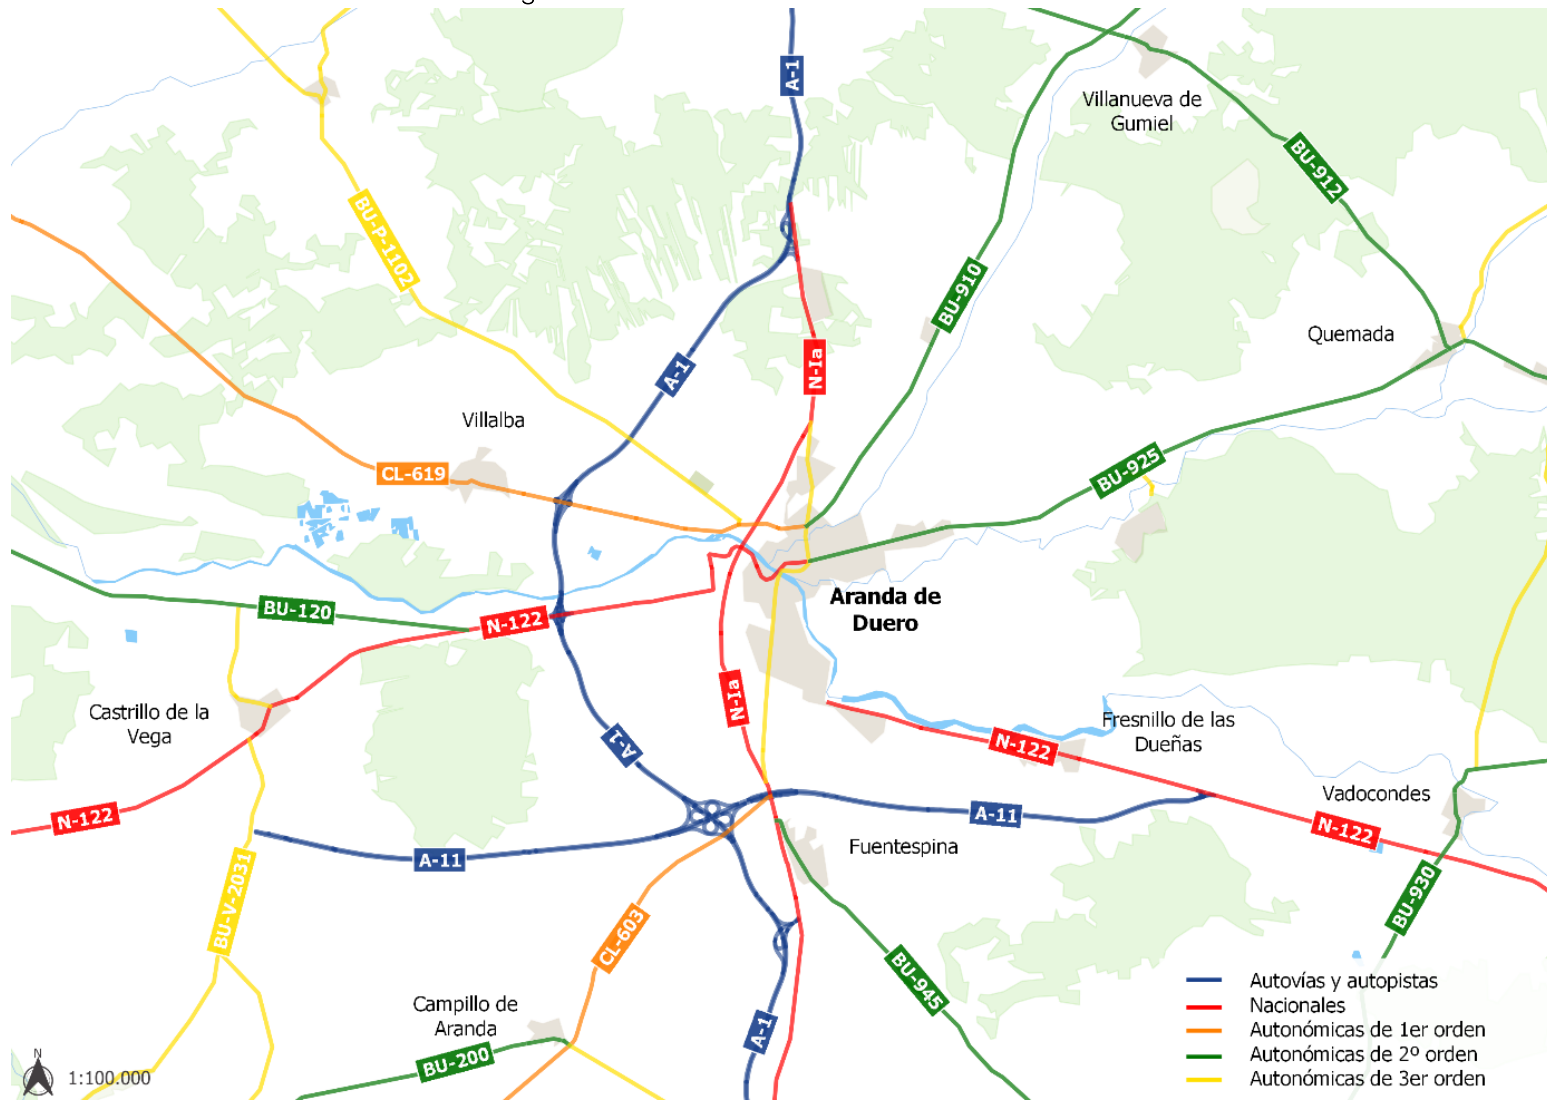 A-1
Villanueva de
Gumiel
BU-912
BU-P-1102
BU-910
Quemada
N-Ia
A-1
Villalba
CL-619
BU-925
BU-120
N-122
Aranda de
Duero
Castrillo de la
Vega
N-Ia
A-1
Fresnillo de las
Dueñas
N-122
Vadocondes
N-122
A-11
N-122
Fuentespina
A-11
BU-V-2031
BU-930
CL-603
BU-945
Campillo de
Aranda
A-1
BU-200
Autovías y autopistas
Nacionales
Autonómicas de 1er orden
Autonómicas de 2º orden
Autonómicas de 3er orden
N
1:100.000